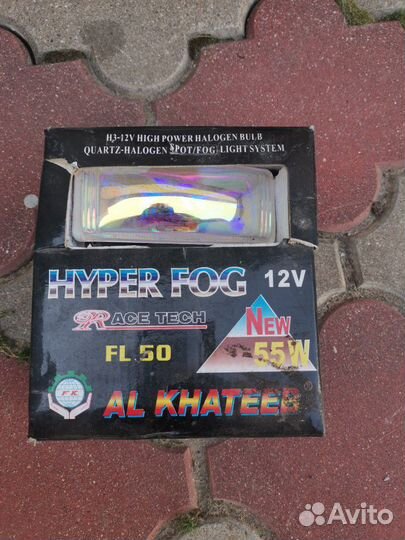 H3-12V HIGH POWER HALOGEN BULB
QUARTZ-HALOGEN SPOT/FOG LIGHT SYSTEM
HYPER FOG 12V
RACE TECH
NEW
FL 50
55W
F.K.
AL KHATEEB®
Avito